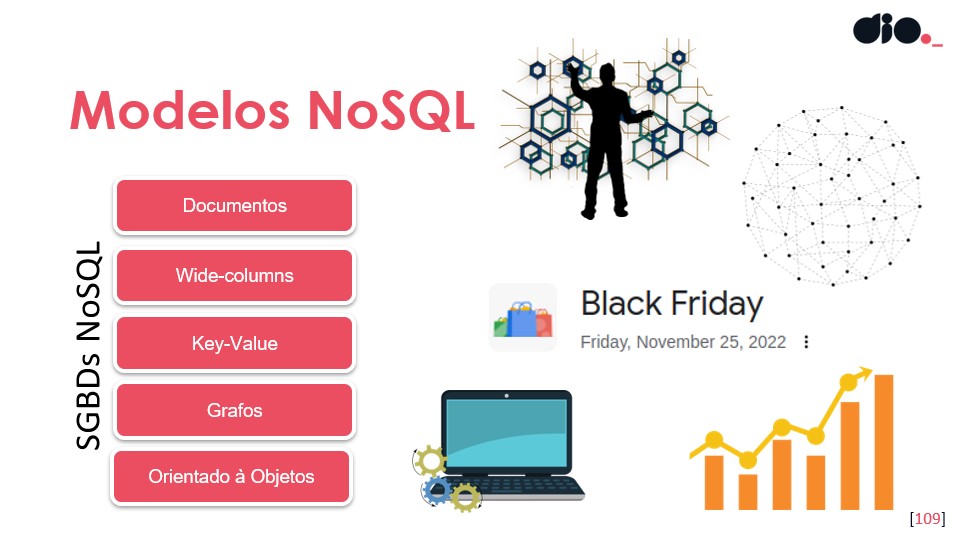 dio._
Modelos NoSQL
SGBDs NoSQL
Documentos
Wide-columns
Key-Value
Grafos
Orientado à Objetos
Black Friday
Friday, November 25, 2022
[109]